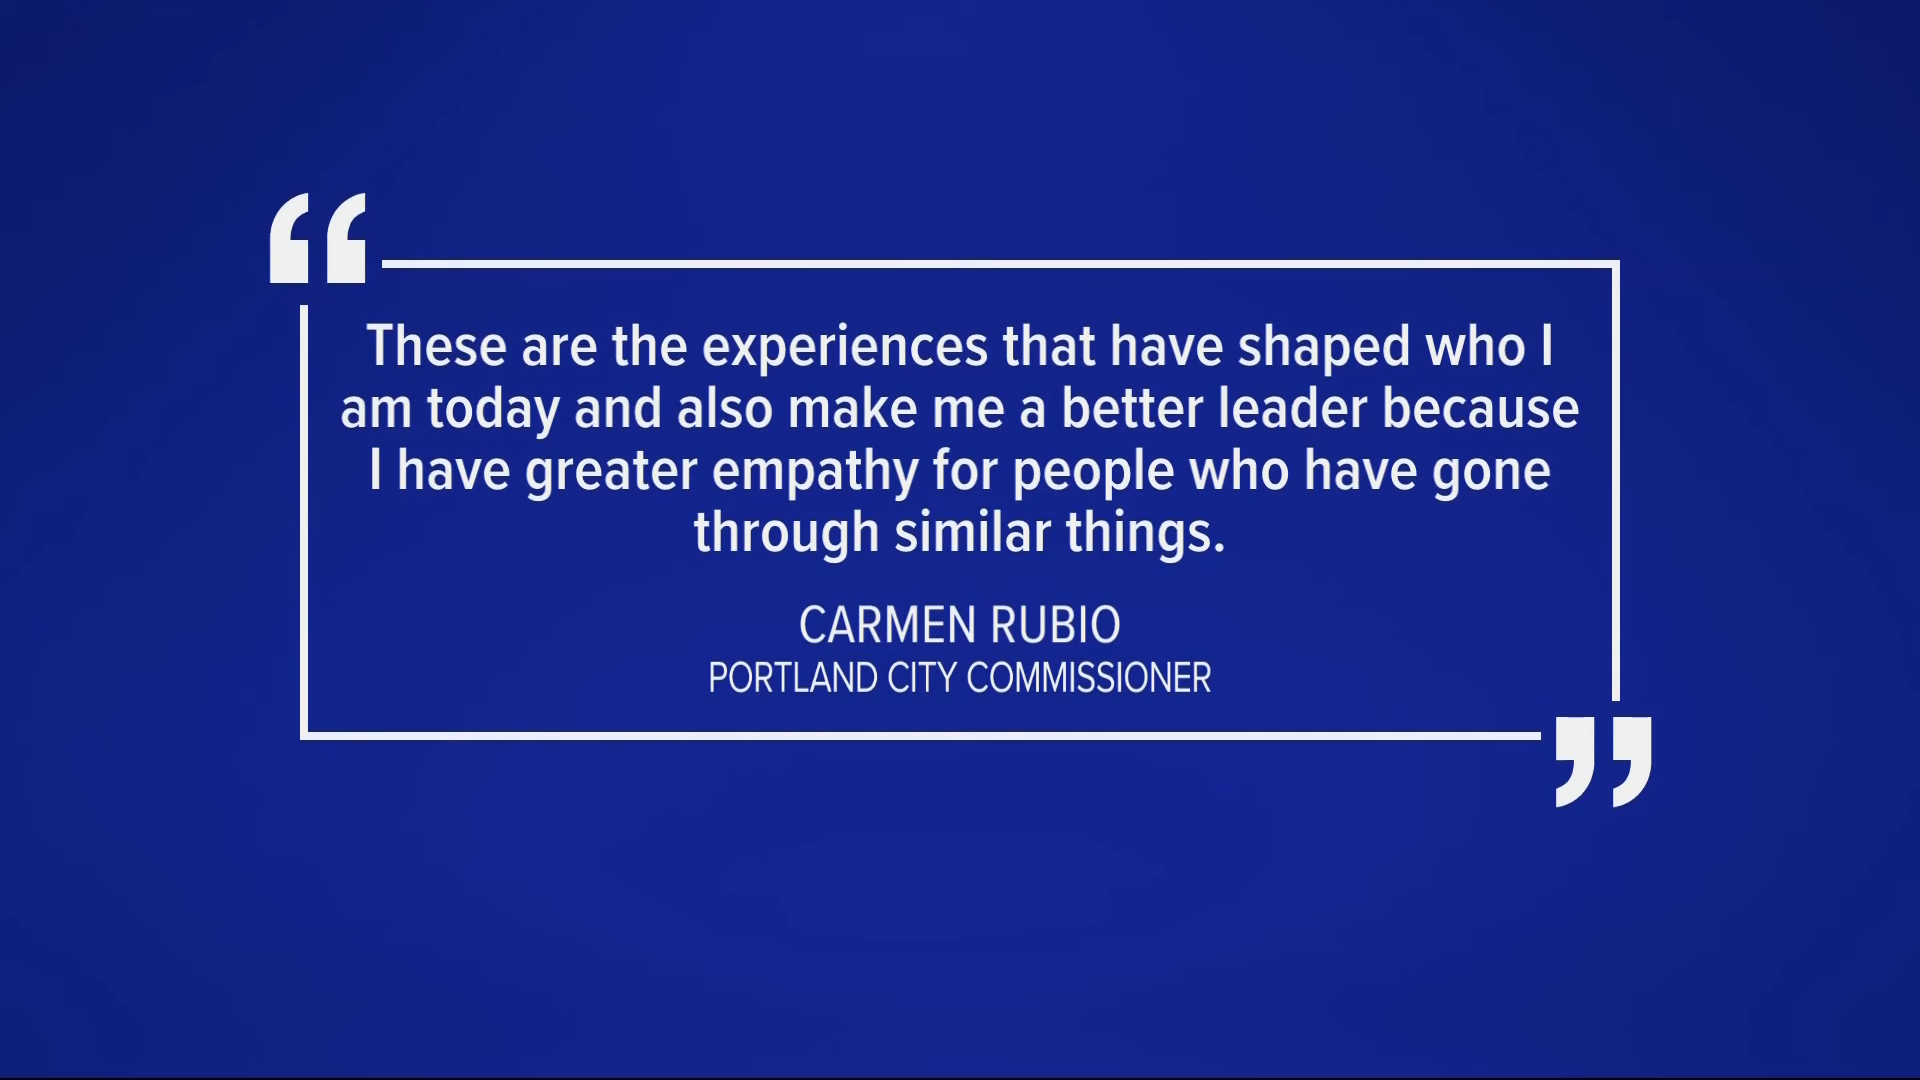 “
These are the experiences that have shaped who I
am today and also make me a better leader because
I have greater empathy for people who have gone
through similar things.
CARMEN RUBIO
PORTLAND CITY COMMISSIONER
”